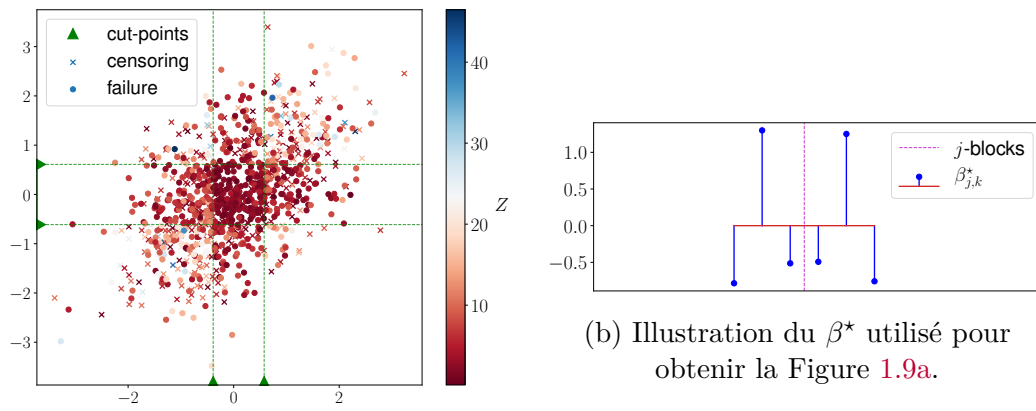 cut-points
censoring
failure
3
2
1
0
−1
−2
−3
−2
0
2
40
30
20
10
Z
1.0
0.5
0.0
−0.5
j-blocks
β⋆j,k
(b) Illustration du β⋆ utilisé pour
obtenir la Figure 1.9a.